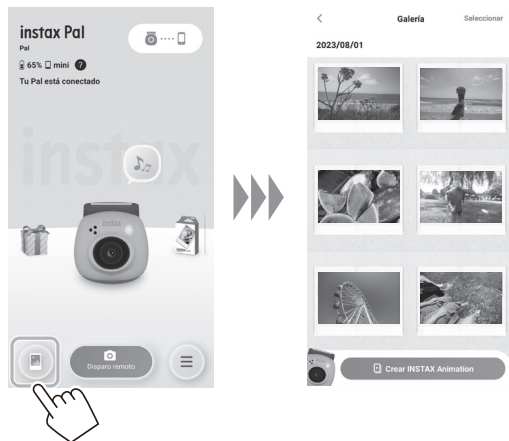 instax Pal
Pal
65% mini ?
Tu Pal está conectado
instax
instax
Disparo remoto
Galería
Seleccionar
2023/08/01
Crear INSTAX Animation